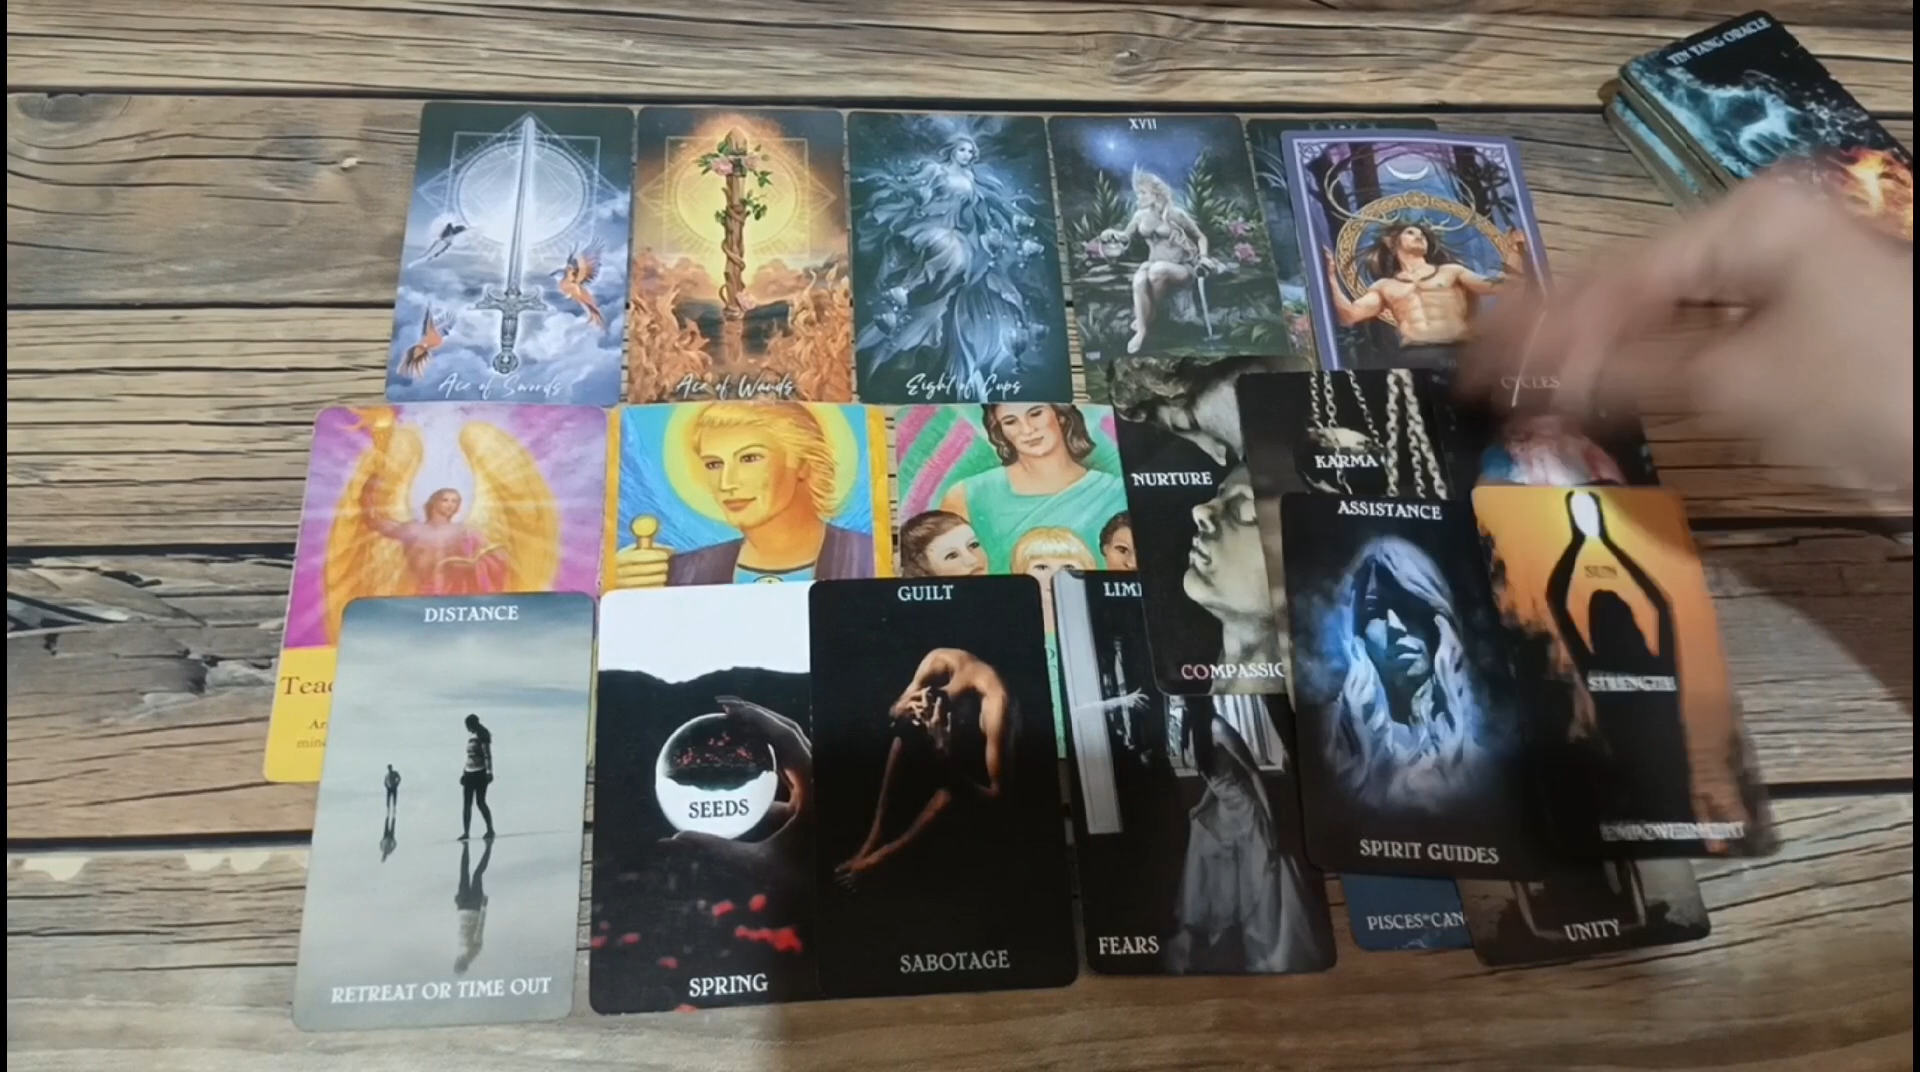 YIN YANG ORACLE
XVII
Ace of Swords
Ace of Wands
Eight of Cups
CYCLES
KARMA
NURTURE
ASSISTANCE
SUN
DISTANCE
GUILT
COMPASSIO
STRENGTH
SEEDS
EMPOWERMENT
SPIRIT GUIDES
PISCES*CAN
UNITY
FEARS
SABOTAGE
SPRING
RETREAT OR TIME OUT